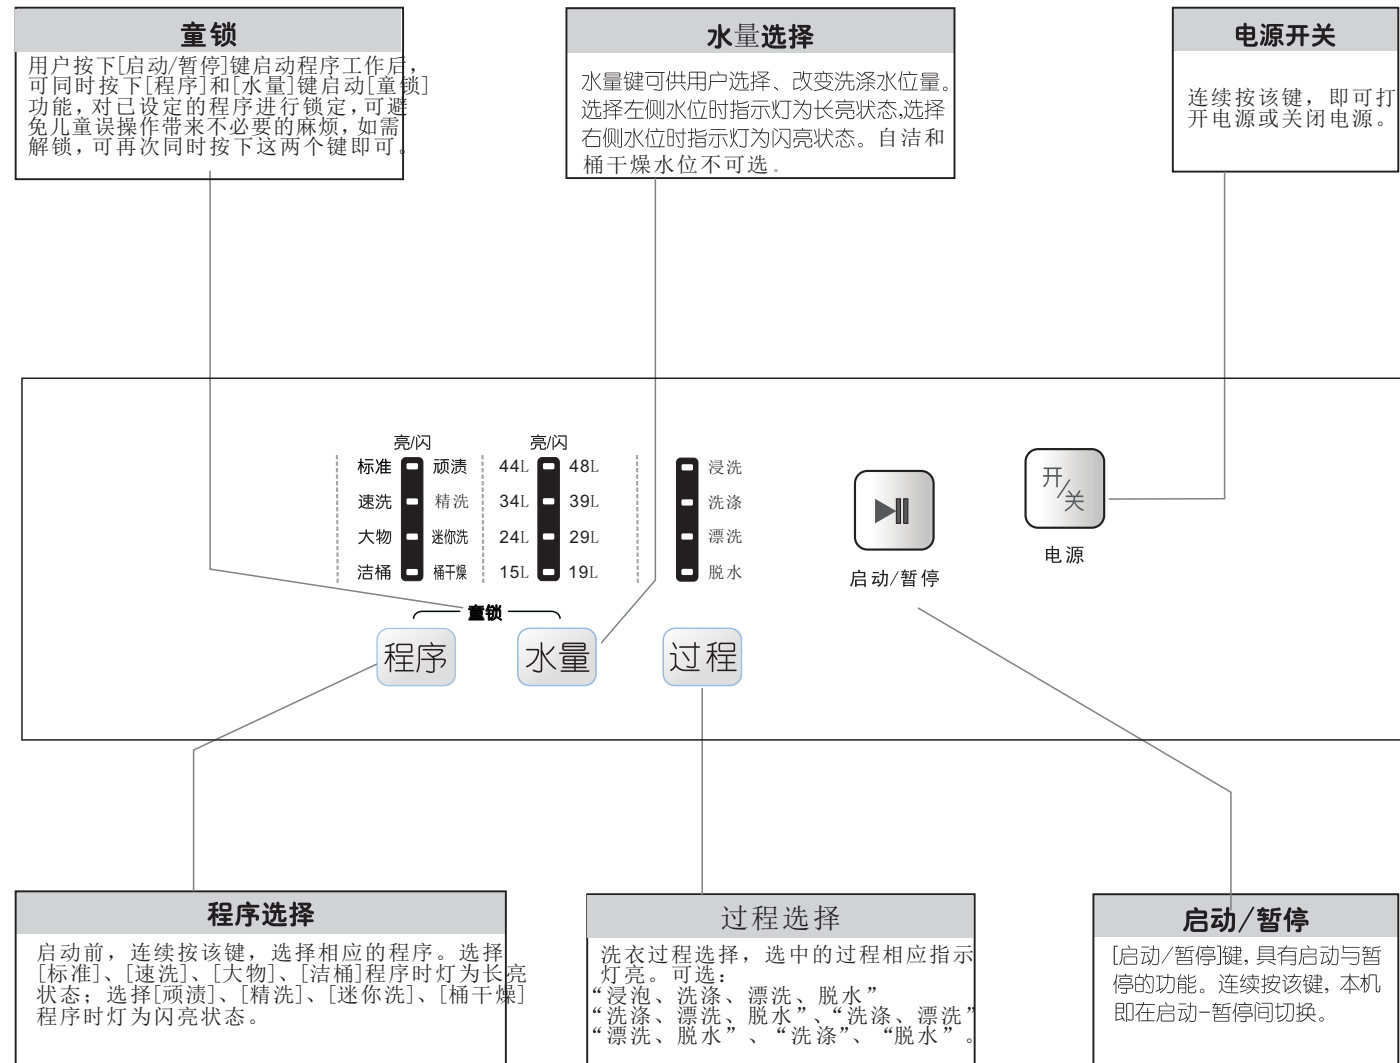 童锁
用户按下[启动/暂停]键启动程序工作后，
可同时按下[程序]和[水量]键启动[童锁]
功能，对已设定的程序进行锁定，可避
免儿童误操作带来不必要的麻烦，如需
解锁，可再次同时按下这两个键即可。
水量选择
水量键可供用户选择、改变洗涤水位量。
选择左侧水位时指示灯为长亮状态,选择
右侧水位时指示灯为闪亮状态。自洁和
桶干燥水位不可选。
电源开关
连续按该键，即可打
开电源或关闭电源。
亮/闪 亮/闪
标准 顽渍 44L 48L 浸洗
速洗 精洗 34L 39L 洗涤
大物 迷你洗 24L 29L 漂洗
洁桶 桶干燥 15L 19L 脱水
开/关
电源
启动/暂停
童锁
程序 水量 过程
程序选择
启动前，连续按该键，选择相应的程序。选择
[标准]、[速洗]、[大物]、[洁桶]程序时灯为长亮
状态；选择[顽渍]、[精洗]、[迷你洗]、[桶干燥]
程序时灯为闪亮状态。
过程选择
洗衣过程选择，选中的过程相应指示
灯亮。可选：
“浸泡、洗涤、漂洗、脱水”
“洗涤、漂洗、脱水”、“洗涤、漂洗”
“漂洗、脱水”、“洗涤”、“脱水”。
启动/暂停
[启动/暂停]键，具有启动与暂
停的功能。连续按该键，本机
即在启动-暂停间切换。